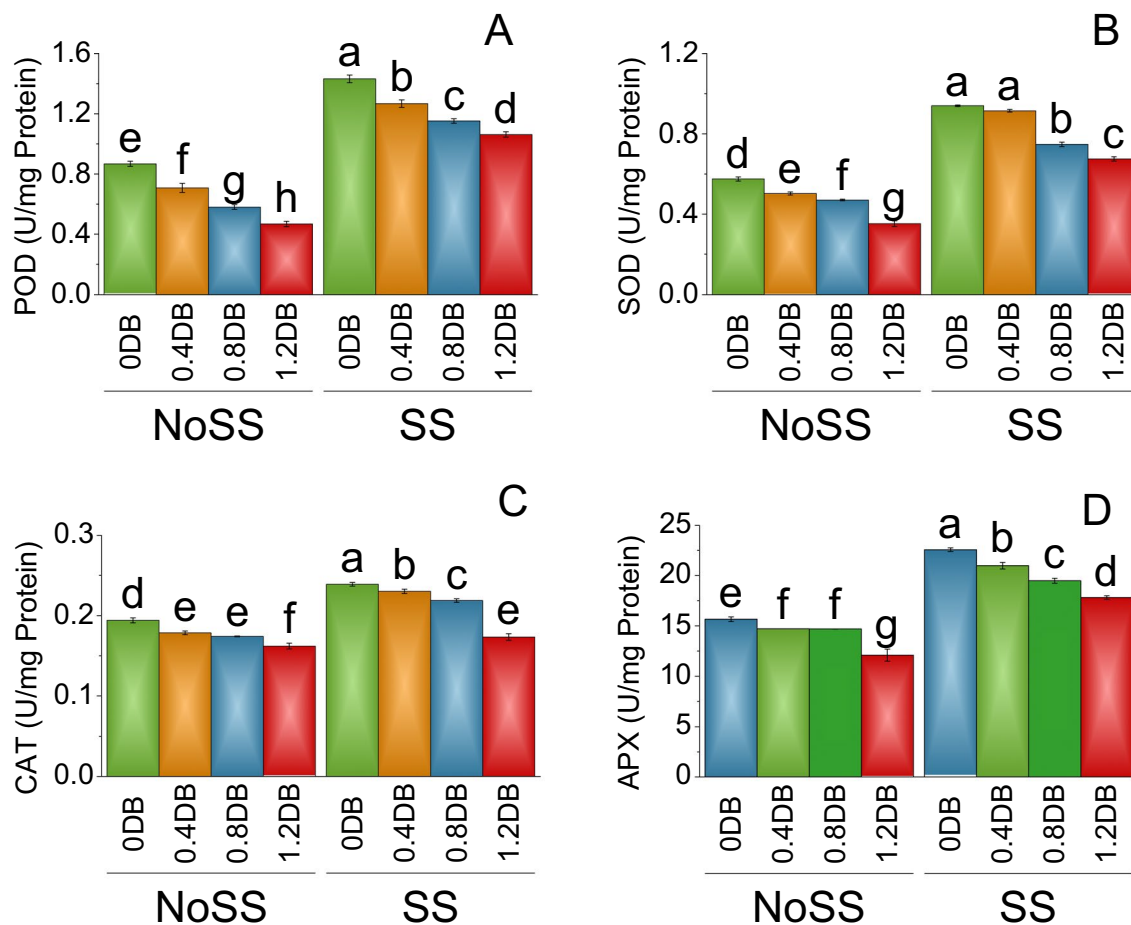 A
POD (U/mg Protein)
1.6
1.2
0.8
0.4
0.0
e f g h a b c d
0DB 0.4DB 0.8DB 1.2DB 0DB 0.4DB 0.8DB 1.2DB
NoSS SS
B
SOD (U/mg Protein)
1.2
0.8
0.4
0.0
d e f g a a b c
0DB 0.4DB 0.8DB 1.2DB 0DB 0.4DB 0.8DB 1.2DB
NoSS SS
C
CAT (U/mg Protein)
0.3
0.2
0.1
0.0
d e e f a b c e
0DB 0.4DB 0.8DB 1.2DB 0DB 0.4DB 0.8DB 1.2DB
NoSS SS
D
APX (U/mg Protein)
25
20
15
10
5
0
e f f g a b c d
0DB 0.4DB 0.8DB 1.2DB 0DB 0.4DB 0.8DB 1.2DB
NoSS SS